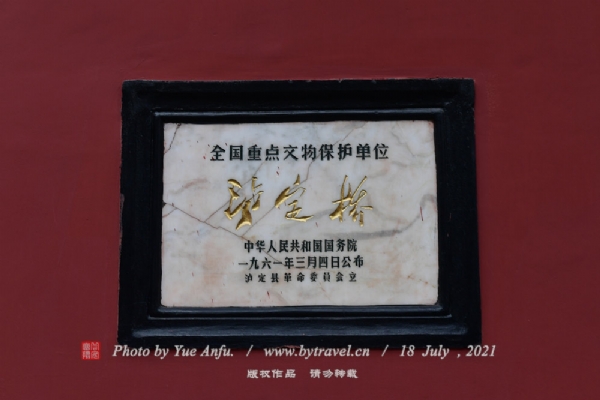 全国重点文物保护单位
泸定桥
中华人民共和国国务院
一九六一年三月四日公布
泸定县革命委员会立
Photo by Yue Anfu. / www.bytravel.cn / 18 July , 2021
版权作品 请勿转载